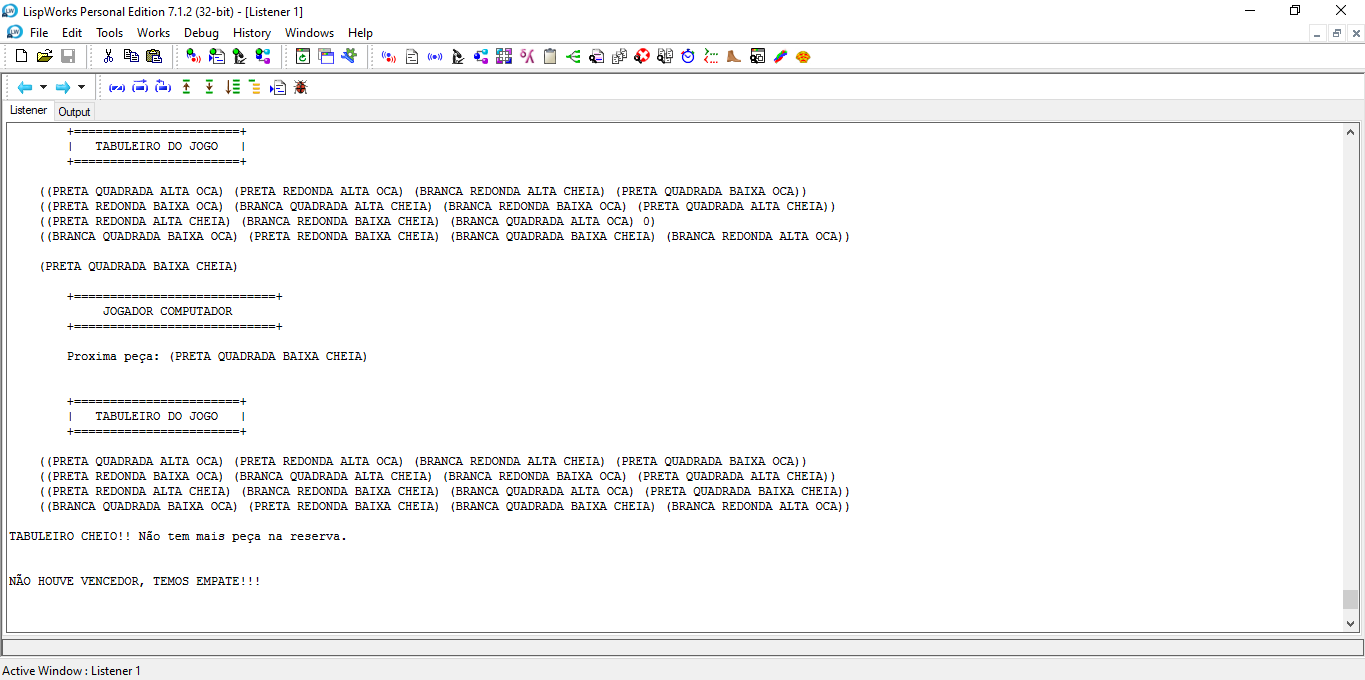 LispWorks Personal Edition 7.1.2 (32-bit) - [Listener 1]
File Edit Tools Works Debug History Windows Help
Listener Output
+=======================+
| TABULEIRO DO JOGO |
+=======================+
((PRETA QUADRADA ALTA OCA) (PRETA REDONDA ALTA OCA) (BRANCA REDONDA ALTA CHEIA) (PRETA QUADRADA BAIXA OCA))
((PRETA REDONDA BAIXA OCA) (BRANCA QUADRADA ALTA CHEIA) (BRANCA REDONDA BAIXA OCA) (PRETA QUADRADA ALTA CHEIA))
((PRETA REDONDA ALTA CHEIA) (BRANCA REDONDA BAIXA CHEIA) (BRANCA QUADRADA ALTA OCA) 0)
((BRANCA QUADRADA BAIXA OCA) (PRETA REDONDA BAIXA CHEIA) (BRANCA QUADRADA BAIXA CHEIA) (BRANCA REDONDA ALTA OCA))
(PRETA QUADRADA BAIXA CHEIA)
+============================+
JOGADOR COMPUTADOR
+============================+
Proxima peça: (PRETA QUADRADA BAIXA CHEIA)
+=======================+
| TABULEIRO DO JOGO |
+=======================+
((PRETA QUADRADA ALTA OCA) (PRETA REDONDA ALTA OCA) (BRANCA REDONDA ALTA CHEIA) (PRETA QUADRADA BAIXA OCA))
((PRETA REDONDA BAIXA OCA) (BRANCA QUADRADA ALTA CHEIA) (BRANCA REDONDA BAIXA OCA) (PRETA QUADRADA ALTA CHEIA))
((PRETA REDONDA ALTA CHEIA) (BRANCA REDONDA BAIXA CHEIA) (BRANCA QUADRADA ALTA OCA) (PRETA QUADRADA BAIXA CHEIA))
((BRANCA QUADRADA BAIXA OCA) (PRETA REDONDA BAIXA CHEIA) (BRANCA QUADRADA BAIXA CHEIA) (BRANCA REDONDA ALTA OCA))
TABULEIRO CHEIO!! Não tem mais peça na reserva.
NÃO HOUVE VENCEDOR, TEMOS EMPATE!!!
Active Window : Listener 1